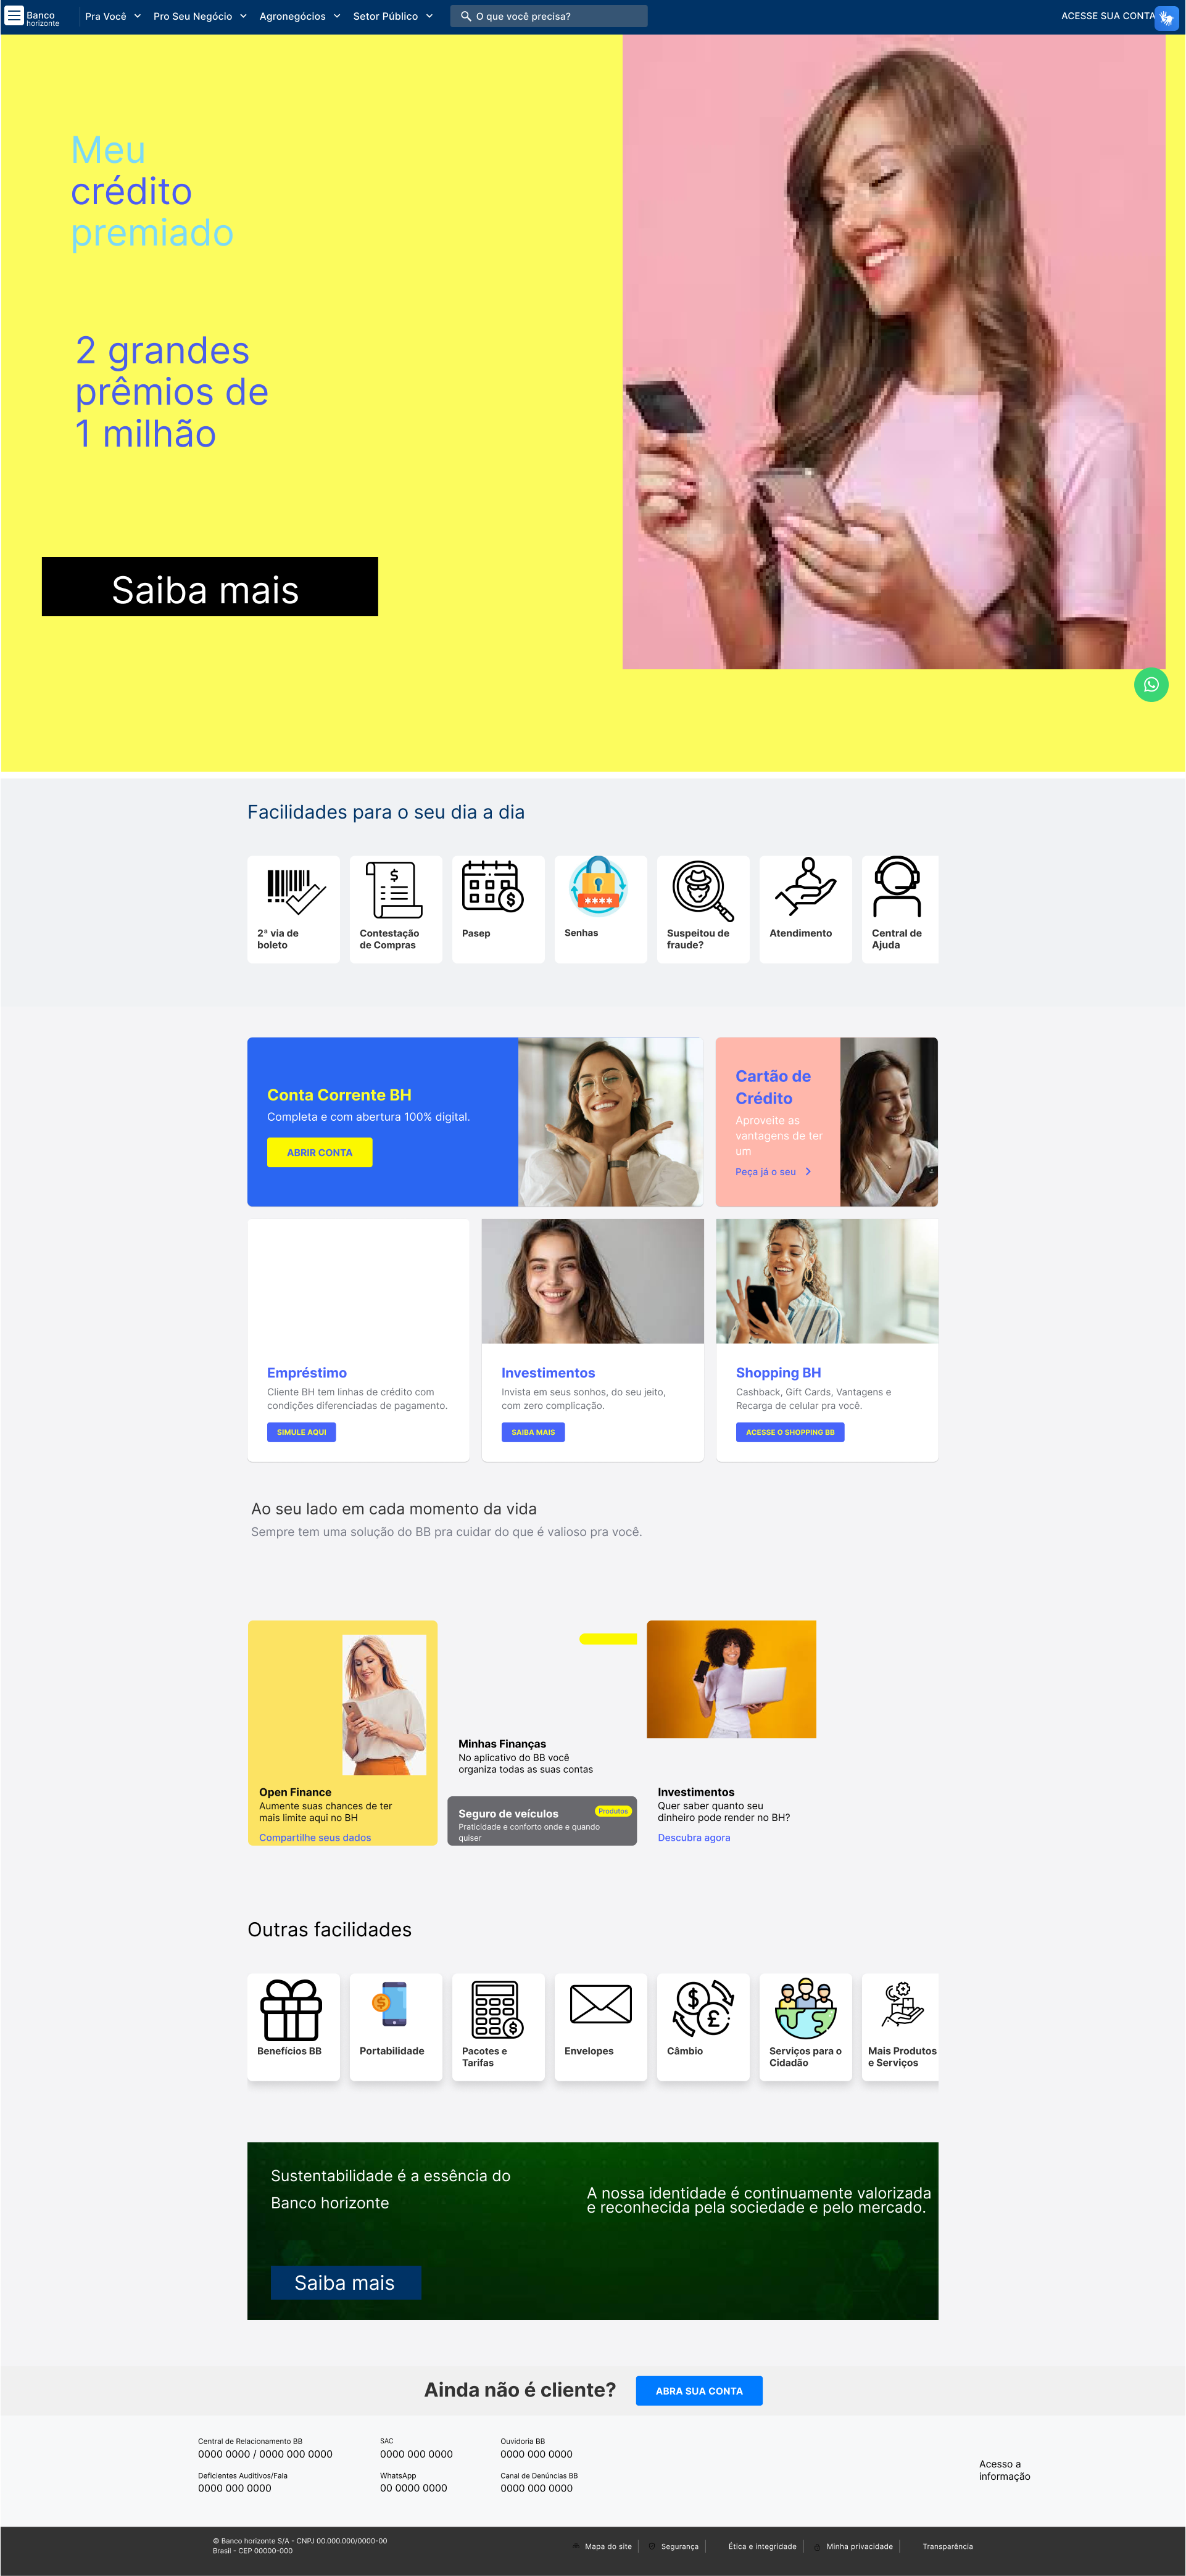 Banco
horizonte
Pra Você
Pro Seu Negócio
Agronegócios
Setor Público
O que você precisa?
ACESSE SUA CONTA
Meu
crédito
premiado
2 grandes
prêmios de
1 milhão
Saiba mais
Facilidades para o seu dia a dia
2ª via de
boleto
$
Contestação
de Compras
$
Pasep
****
Senhas
Suspeitou de
fraude?
Atendimento
Central de
Ajuda
Conta Corrente BH
Completa e com abertura 100% digital.
ABRIR CONTA
Cartão de
Crédito
Aproveite as
vantagens de ter
um
Peça já o seu
Empréstimo
Cliente BH tem linhas de crédito com
condições diferenciadas de pagamento.
SIMULE AQUI
Investimentos
Invista em seus sonhos, do seu jeito,
com zero complicação.
SAIBA MAIS
Shopping BH
Cashback, Gift Cards, Vantagens e
Recarga de celular pra você.
ACESSE O SHOPPING BB
Ao seu lado em cada momento da vida
Sempre tem uma solução do BB pra cuidar do que é valioso pra você.
Open Finance
Aumente suas chances de ter
mais limite aqui no BH
Compartilhe seus dados
Minhas Finanças
No aplicativo do BB você
organiza todas as suas contas
Seguro de veículos
Produtos
Praticidade e conforto onde e quando
quiser
Investimentos
Quer saber quanto seu
dinheiro pode render no BH?
Descubra agora
Outras facilidades
Benefícios BB
$
Portabilidade
$
Pacotes e
Tarifas
Envelopes
$
£
Câmbio
Serviços para o
Cidadão
Mais Produtos
e Serviços
Sustentabilidade é a essência do
Banco horizonte
A nossa identidade é continuamente valorizada
e reconhecida pela sociedade e pelo mercado.
Saiba mais
Ainda não é cliente?
ABRA SUA CONTA
Central de Relacionamento BB
0000 0000 / 0000 000 0000
SAC
0000 000 0000
Ouvidoria BB
0000 000 0000
Deficientes Auditivos/Fala
0000 000 0000
WhatsApp
00 0000 0000
Canal de Denúncias BB
0000 000 0000
Acesso a
informação
© Banco horizonte S/A - CNPJ 00.000.000/0000-00
Brasil - CEP 00000-000
Mapa do site
Segurança
Ética e integridade
Minha privacidade
Transparência